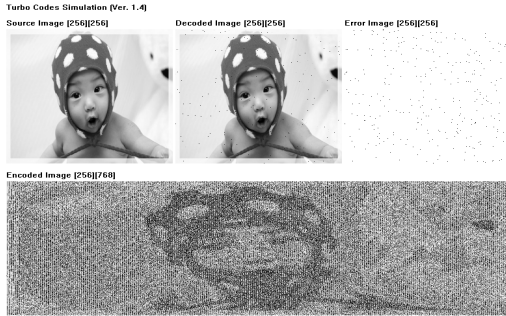 Turbo Codes Simulation (Ver. 1.4)
Source Image [256][256]
Decoded Image [256][256]
Error Image [256][256]
Encoded Image [256][768]